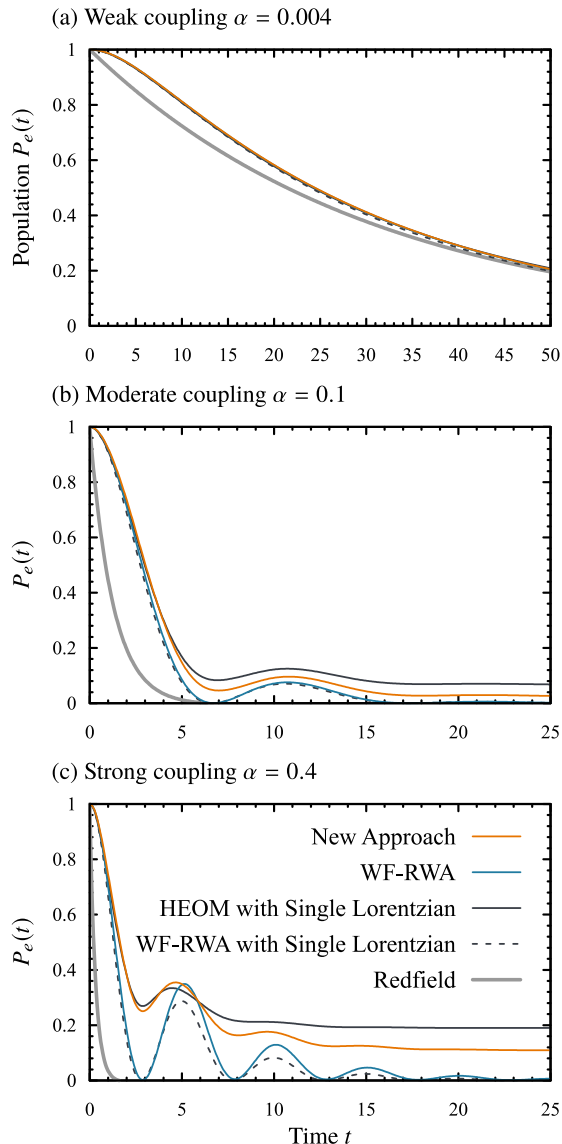 (a) Weak coupling α = 0.004
Population Pₑ(t)
1
0.8
0.6
0.4
0.2
0
0 5 10 15 20 25 30 35 40 45 50
(b) Moderate coupling α = 0.1
Pₑ(t)
1
0.8
0.6
0.4
0.2
0
0 5 10 15 20 25
(c) Strong coupling α = 0.4
Pₑ(t)
1
0.8
0.6
0.4
0.2
0
New Approach
WF-RWA
HEOM with Single Lorentzian
WF-RWA with Single Lorentzian
Redfield
0 5 10 15 20 25
Time t